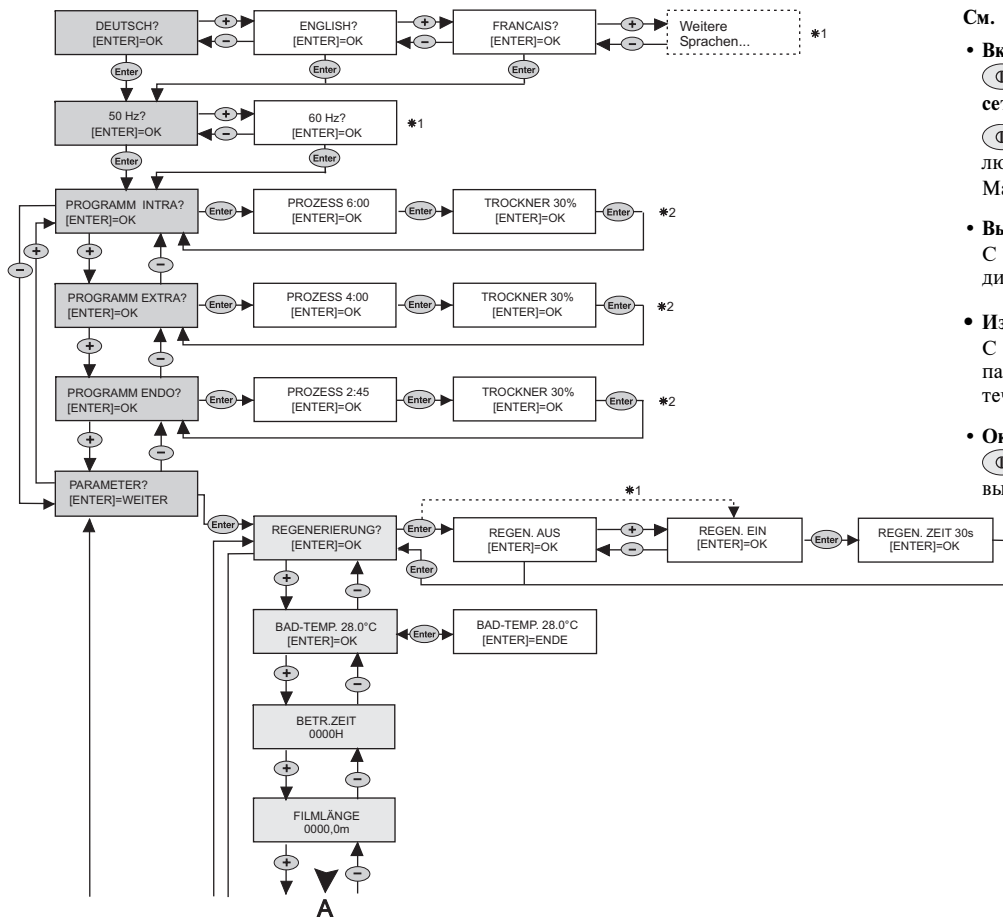 DEUTSCH?
[ENTER]=OK
+
−
ENGLISH?
[ENTER]=OK
+
−
FRANCAIS?
[ENTER]=OK
+
−
Weitere
Sprachen...
*1
Enter
Enter
Enter
50 Hz?
[ENTER]=OK
+
−
60 Hz?
[ENTER]=OK
*1
Enter
Enter
PROGRAMM INTRA?
[ENTER]=OK
Enter
PROZESS 6:00
[ENTER]=OK
Enter
TROCKNER 30%
[ENTER]=OK
Enter
*2
+
−
+
−
PROGRAMM EXTRA?
[ENTER]=OK
Enter
PROZESS 4:00
[ENTER]=OK
Enter
TROCKNER 30%
[ENTER]=OK
Enter
*2
+
−
PROGRAMM ENDO?
[ENTER]=OK
Enter
PROZESS 2:45
[ENTER]=OK
Enter
TROCKNER 30%
[ENTER]=OK
Enter
*2
+
−
PARAMETER?
[ENTER]=WEITER
Enter
REGENERIERUNG?
[ENTER]=OK
Enter
*1
REGEN. AUS
[ENTER]=OK
+
−
REGEN. EIN
[ENTER]=OK
Enter
REGEN. ZEIT 30s
[ENTER]=OK
Enter
+
−
BAD-TEMP. 28.0°C
[ENTER]=OK
Enter
BAD-TEMP. 28.0°C
[ENTER]=ENDE
+
−
BETR.ZEIT
0000H
+
−
FILMLÄNGE
0000,0m
+
−
A
См.
•
сет
лю
• 
С
ди
• 
С
па
теч
• 
вы